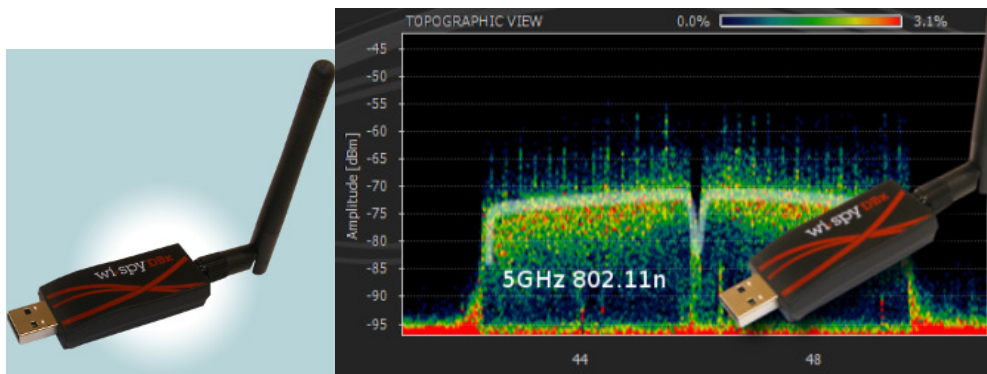 wi·spy DBx
TOPOGRAPHIC VIEW 0.0% 3.1%
-45
-50
-55
-60
-65
-70
-75
-80
-85
-90
-95
Amplitude [dBm]
5GHz 802.11n
wi·spy DBx
44 48